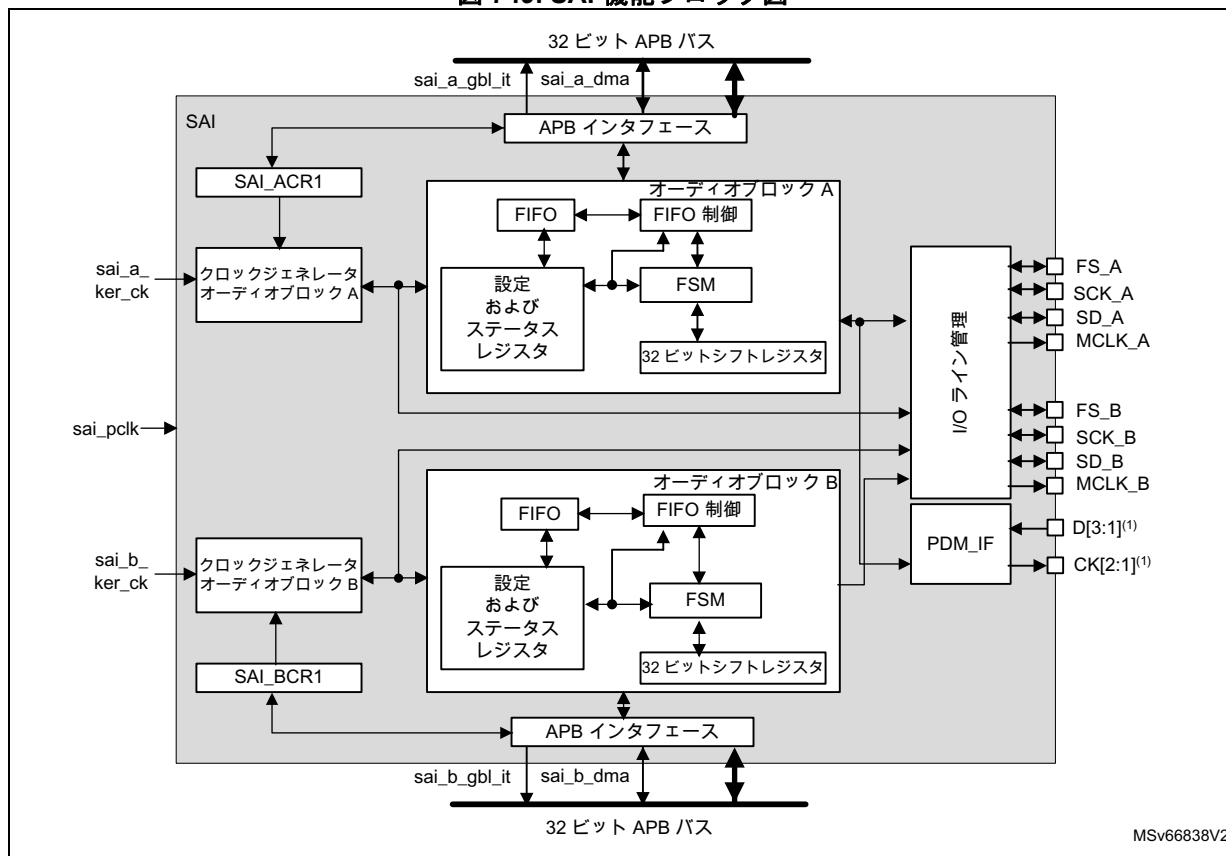 32 ビット APB バス
sai_a_gbl_it
sai_a_dma
SAI
APB インタフェース
SAI_ACR1
オーディオブロック A
FIFO
FIFO 制御
sai_a_
ker_ck
クロックジェネレータ
オーディオブロック A
設定
および
ステータス
レジスタ
FSM
32 ビットシフトレジスタ
I/O ライン管理
FS_A
SCK_A
SD_A
MCLK_A
sai_pclk
FS_B
SCK_B
SD_B
MCLK_B
オーディオブロック B
FIFO
FIFO 制御
PDM_IF
D[3:1](1)
CK[2:1](1)
sai_b_
ker_ck
クロックジェネレータ
オーディオブロック B
設定
および
ステータス
レジスタ
FSM
32 ビットシフトレジスタ
SAI_BCR1
APB インタフェース
sai_b_gbl_it
sai_b_dma
32 ビット APB バス
MSv66838V2